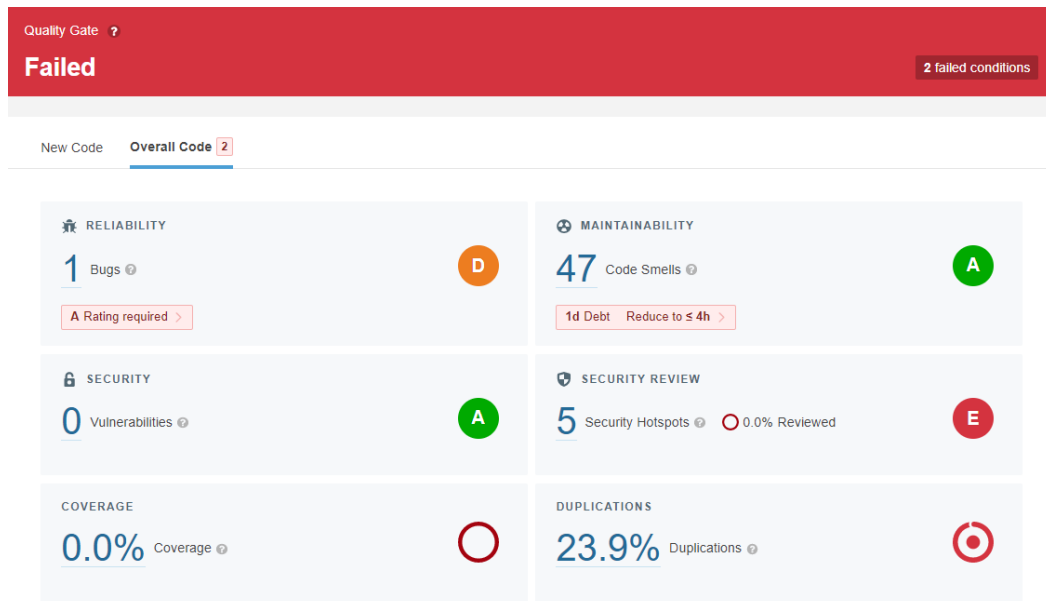 Quality Gate ?
Failed
2 failed conditions
New Code Overall Code 2
RELIABILITY
1 Bugs ?
D
A Rating required >
MAINTAINABILITY
47 Code Smells ?
A
1d Debt Reduce to ≤ 4h >
SECURITY
0 Vulnerabilities ?
A
SECURITY REVIEW
5 Security Hotspots ? 0.0% Reviewed
E
COVERAGE
0.0% Coverage ?
DUPLICATIONS
23.9% Duplications ?